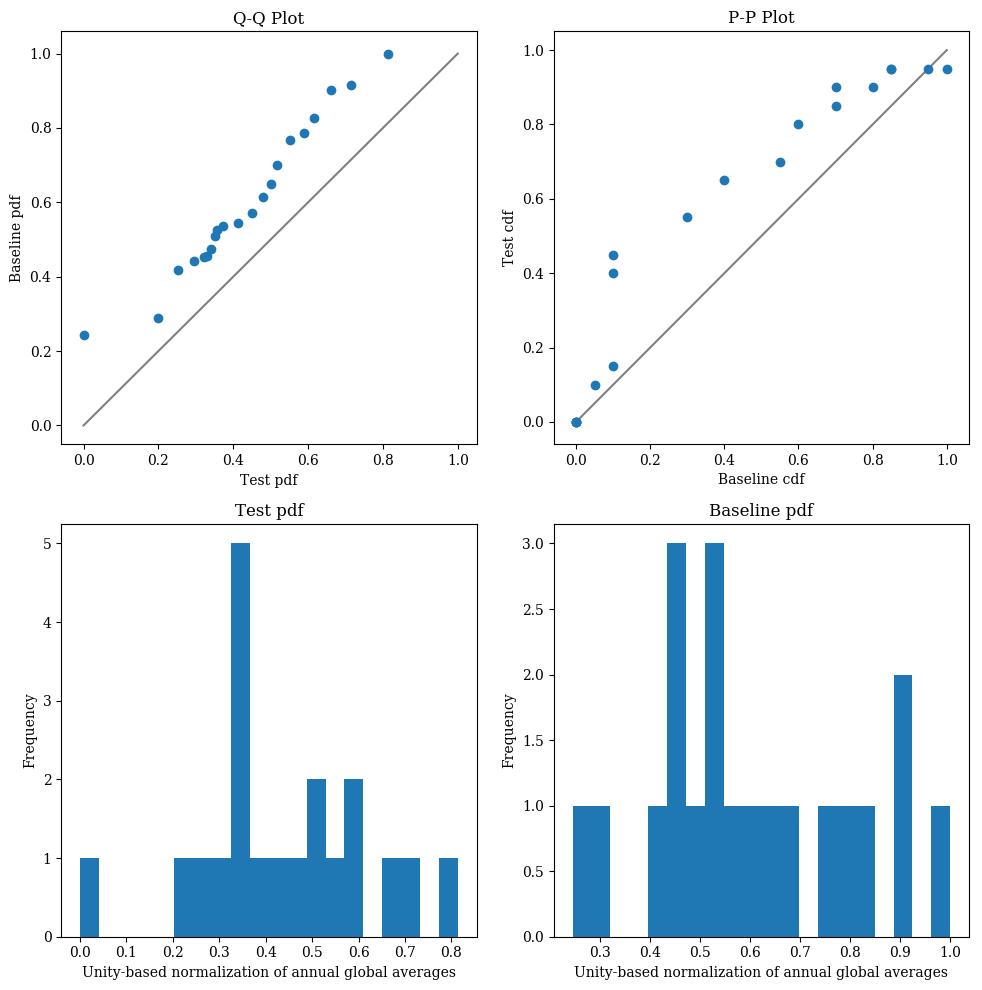 Q-Q Plot
1.0
0.8
0.6
0.4
0.2
0.0
Baseline pdf
0.0 0.2 0.4 0.6 0.8 1.0
Test pdf
P-P Plot
1.0
0.8
0.6
0.4
0.2
0.0
Test cdf
0.0 0.2 0.4 0.6 0.8 1.0
Baseline cdf
Test pdf
5
4
3
2
1
0
Frequency
0.0 0.1 0.2 0.3 0.4 0.5 0.6 0.7 0.8
Unity-based normalization of annual global averages
Baseline pdf
3.0
2.5
2.0
1.5
1.0
0.5
0.0
Frequency
0.3 0.4 0.5 0.6 0.7 0.8 0.9 1.0
Unity-based normalization of annual global averages